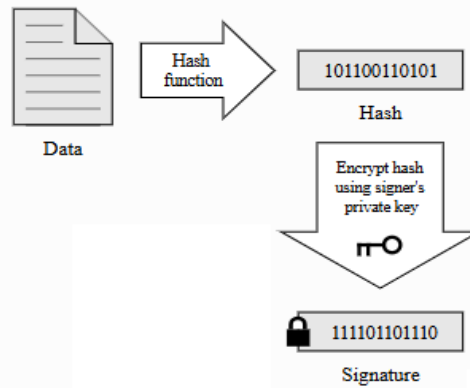 Hash
function
101100110101
Hash
Data
Encrypt hash
using signer's
private key
111101101110
Signature